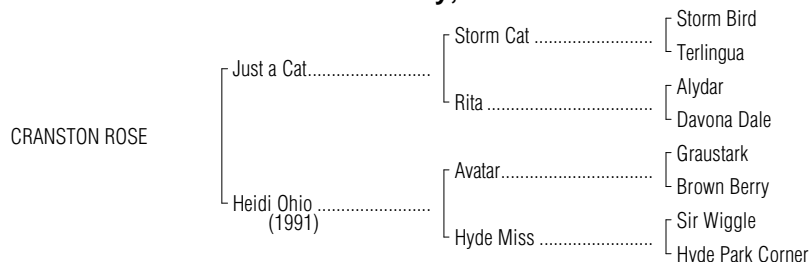 Storm Bird
Storm Cat
Terlingua
Just a Cat
Alydar
Rita
Davona Dale
CRANSTON ROSE
Graustark
Avatar
Brown Berry
Heidi Ohio
(1991)
Sir Wiggle
Hyde Miss
Hyde Park Corner